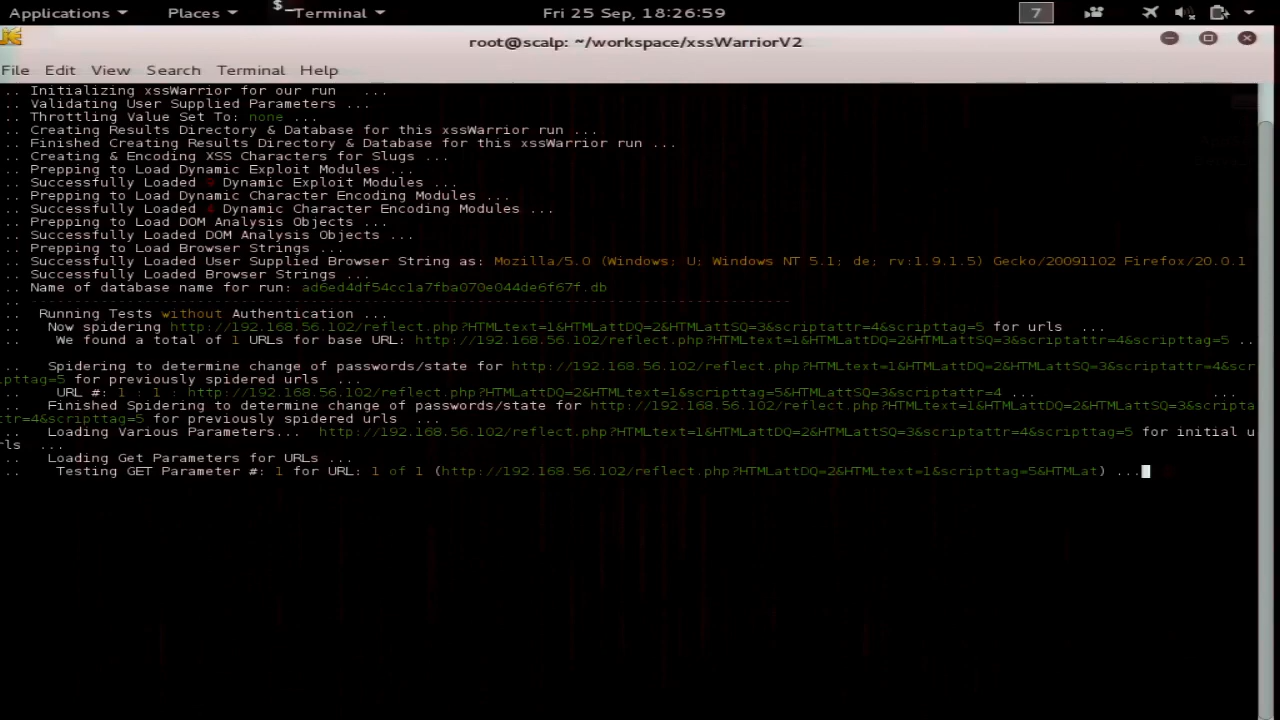 Applications
Places
Terminal
Fri 25 Sep, 18:26:59
7
root@scalp: ~/workspace/xssWarriorV2
File Edit View Search Terminal Help
.. Initializing xssWarrior for our run ...
.. Validating User Supplied Parameters ...
.. Throttling Value Set To: none ...
.. Creating Results Directory & Database for this xssWarrior run ...
.. Finished Creating Results Directory & Database for this xssWarrior run ...
.. Creating & Encoding XSS Characters for Slugs ...
.. Prepping to Load Dynamic Exploit Modules ...
.. Successfully Loaded Dynamic Exploit Modules ...
.. Prepping to Load Dynamic Character Encoding Modules ...
.. Successfully Loaded Dynamic Character Encoding Modules ...
.. Prepping to Load DOM Analysis Objects ...
.. Successfully Loaded DOM Analysis Objects ...
.. Prepping to Load Browser Strings ...
.. Successfully Loaded User Supplied Browser String as: Mozilla/5.0 (Windows; U; Windows NT 5.1; de; rv:1.9.1.5) Gecko/20091102 Firefox/20.0.1
.. Successfully Loaded Browser Strings ...
.. Name of database name for run: ad6ed4df54cc1a7fba070e044de6f67f.db
.. ---------------------------------------------------------------------------------------
.. Running Tests without Authentication ...
.. Now spidering http://192.168.56.102/reflect.php?HTMLtext=1&HTMLattDQ=2&HTMLattSQ=3&scriptattr=4&scripttag=5 for urls ...
.. We found a total of 1 URLs for base URL: http://192.168.56.102/reflect.php?HTMLtext=1&HTMLattDQ=2&HTMLattSQ=3&scriptattr=4&scripttag=5 ..
.. Spidering to determine change of passwords/state for http://192.168.56.102/reflect.php?HTMLtext=1&HTMLattDQ=2&HTMLattSQ=3&scriptattr=4&scr
ipttag=5 for previously spidered urls ...
.. URL #: 1 : 1 : http://192.168.56.102/reflect.php?HTMLattDQ=2&HTMLtext=1&scripttag=5&HTMLattSQ=3&scriptattr=4 ... ...
.. Finished Spidering to determine change of passwords/state for http://192.168.56.102/reflect.php?HTMLtext=1&HTMLattDQ=2&HTMLattSQ=3&scripta
ttr=4&scripttag=5 for previously spidered urls ...
.. Loading Various Parameters... http://192.168.56.102/reflect.php?HTMLtext=1&HTMLattDQ=2&HTMLattSQ=3&scriptattr=4&scripttag=5 for initial u
rls ...
.. Loading Get Parameters for URLs ...
.. Testing GET Parameter #: 1 for URL: 1 of 1 (http://192.168.56.102/reflect.php?HTMLattDQ=2&HTMLtext=1&scripttag=5&HTMLat) ...